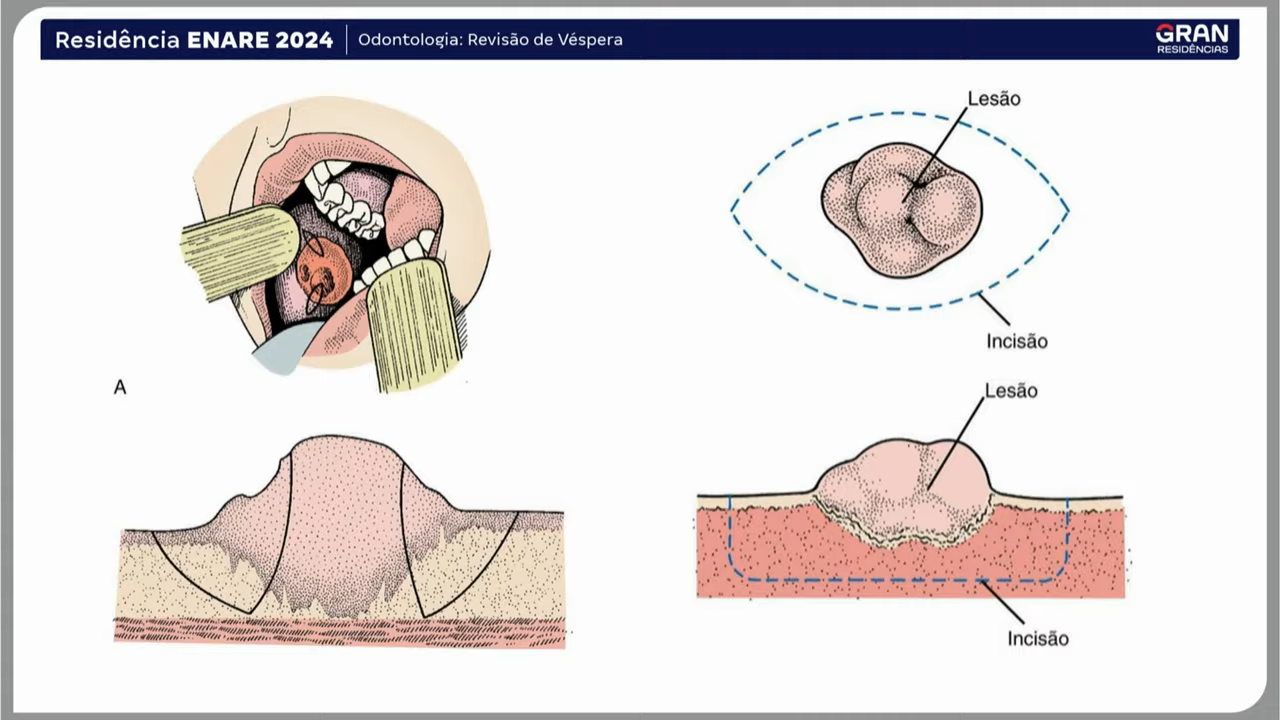 Residência ENARE 2024
Odontologia: Revisão de Véspera
GRAN
RESIDÊNCIAS
Lesão
Incisão
A
Lesão
Incisão